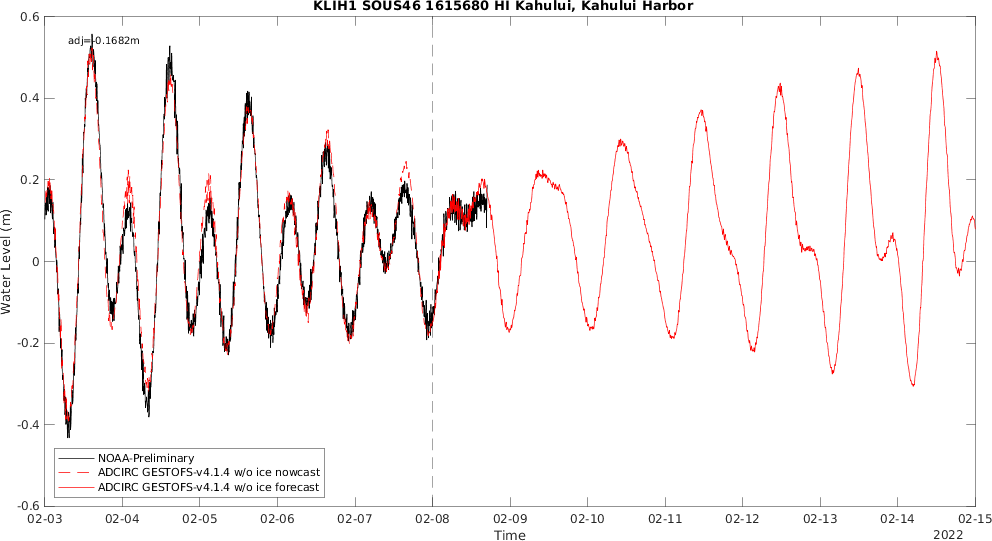 KLIH1 SOUS46 1615680 HI Kahului, Kahului Harbor
adj=-0.1682m
0.6
0.4
0.2
0
-0.2
-0.4
-0.6
Water Level (m)
NOAA-Preliminary
ADCIRC GESTOFS-v4.1.4 w/o ice nowcast
ADCIRC GESTOFS-v4.1.4 w/o ice forecast
02-03 02-04 02-05 02-06 02-07 02-08 02-09 02-10 02-11 02-12 02-13 02-14 02-15
Time
2022